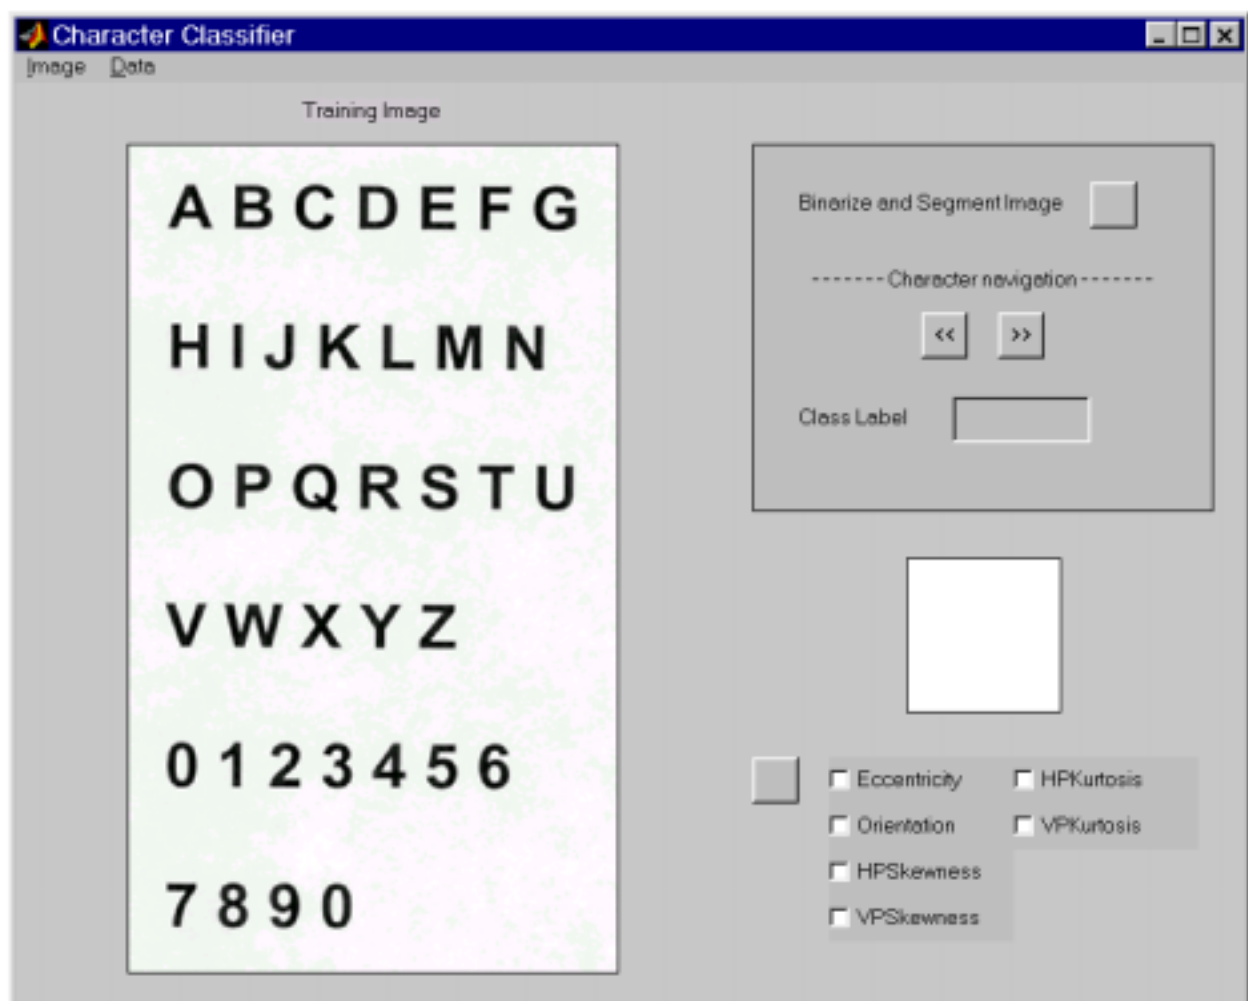 Character Classifier
Image Data
Training Image
A B C D E F G
H I J K L M N
O P Q R S T U
V W X Y Z
0 1 2 3 4 5 6
7 8 9 0
Binarize and Segment Image
------- Character navigation -------
<< >>
Class Label
Eccentricity HPKurtosis
Orientation VPKurtosis
HPSkewness
VPSkewness